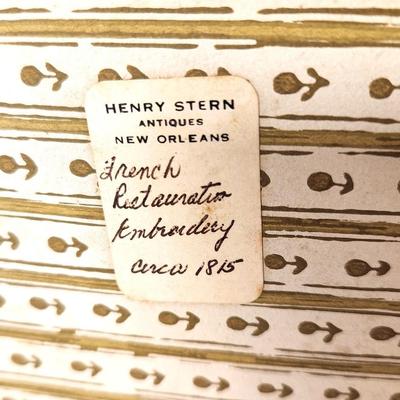 HENRY STERN
ANTIQUES
NEW ORLEANS
French
Restauration
Embroidery
circa 1815